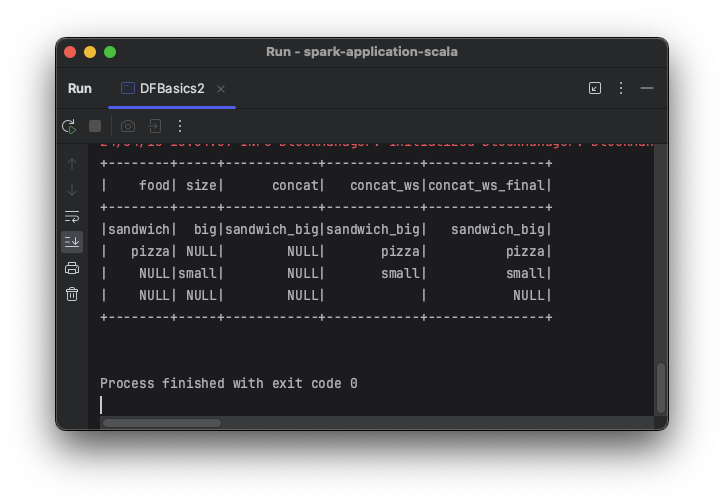 Run - spark-application-scala
Run DFBasics2
+--------+-----+------------+------------+---------------+
|    food| size|      concat|   concat_ws|concat_ws_final|
+--------+-----+------------+------------+---------------+
|sandwich|  big|sandwich_big|sandwich_big|   sandwich_big|
|   pizza| NULL|        NULL|       pizza|          pizza|
|    NULL|small|        NULL|       small|          small|
|    NULL| NULL|        NULL|            |           NULL|
+--------+-----+------------+------------+---------------+
Process finished with exit code 0